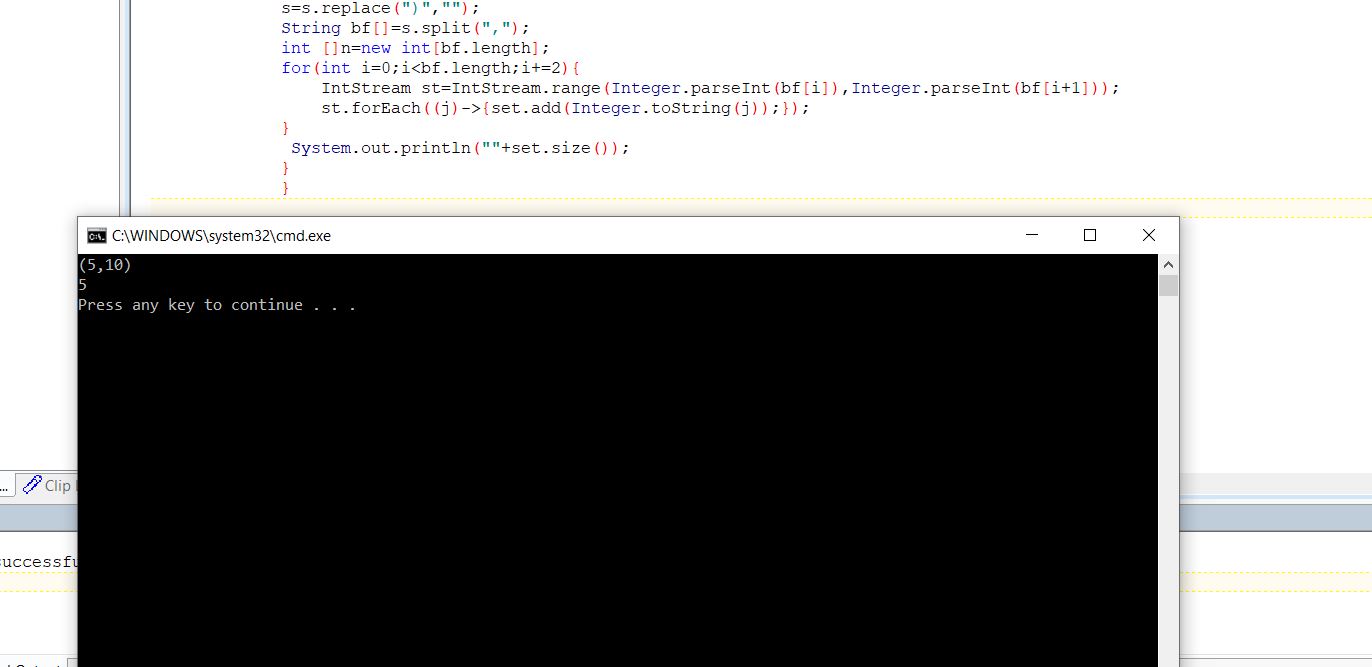 s=s.replace(")","");
String bf[]=s.split(",");
int []n=new int[bf.length];
for(int i=0;i<bf.length;i+=2){
IntStream st=IntStream.range(Integer.parseInt(bf[i]),Integer.parseInt(bf[i+1]));
st.forEach((j)->{set.add(Integer.toString(j));});
}
System.out.println(""+set.size());
}
}
C:\WINDOWS\system32\cmd.exe
(5,10)
5
Press any key to continue . . .
... Clip